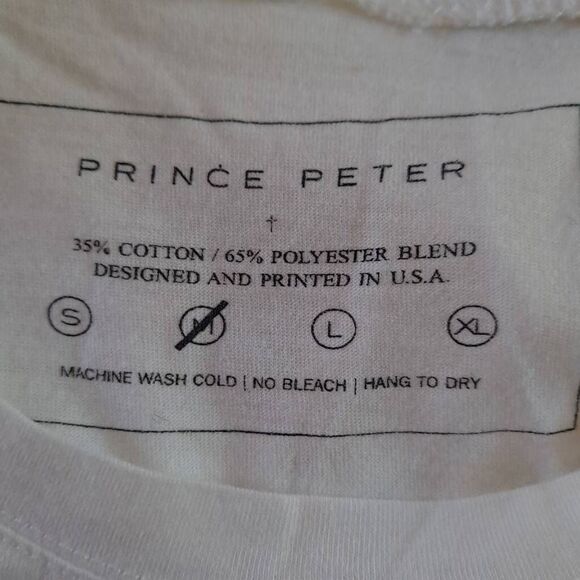 PRINCE PETER
35% COTTON / 65% POLYESTER BLEND
DESIGNED AND PRINTED IN U.S.A.
S M L XL
MACHINE WASH COLD | NO BLEACH | HANG TO DRY